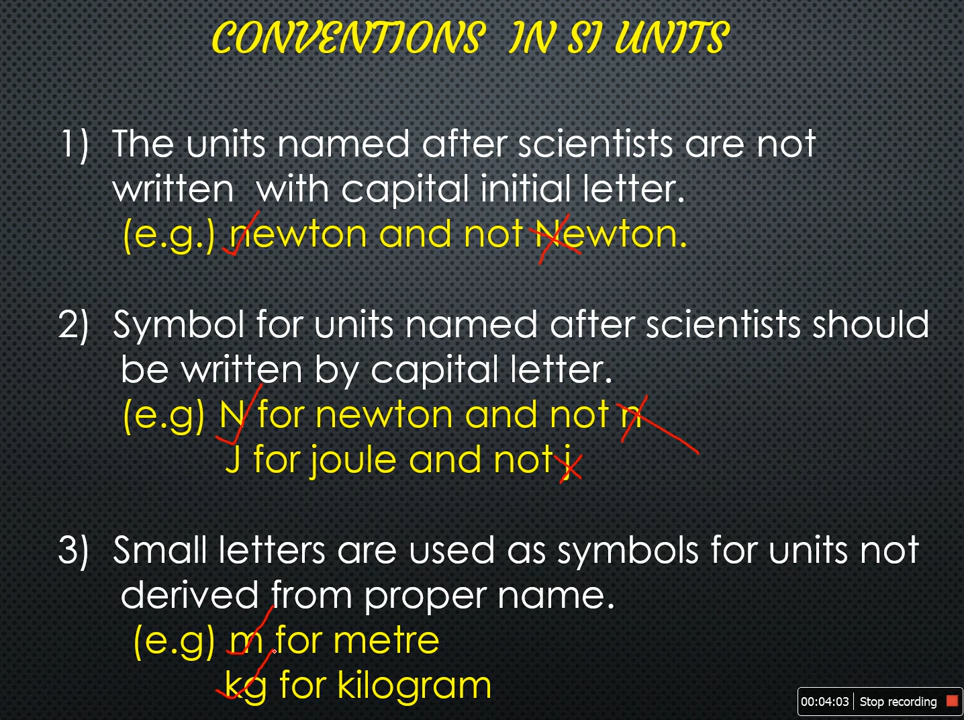 CONVENTIONS IN SI UNITS
1) The units named after scientists are not
written with capital initial letter.
(e.g.) newton and not Newton.
2) Symbol for units named after scientists should
be written by capital letter.
(e.g) N for newton and not n
J for joule and not j
3) Small letters are used as symbols for units not
derived from proper name.
(e.g) m for metre
kg for kilogram
00:04:03 Stop recording